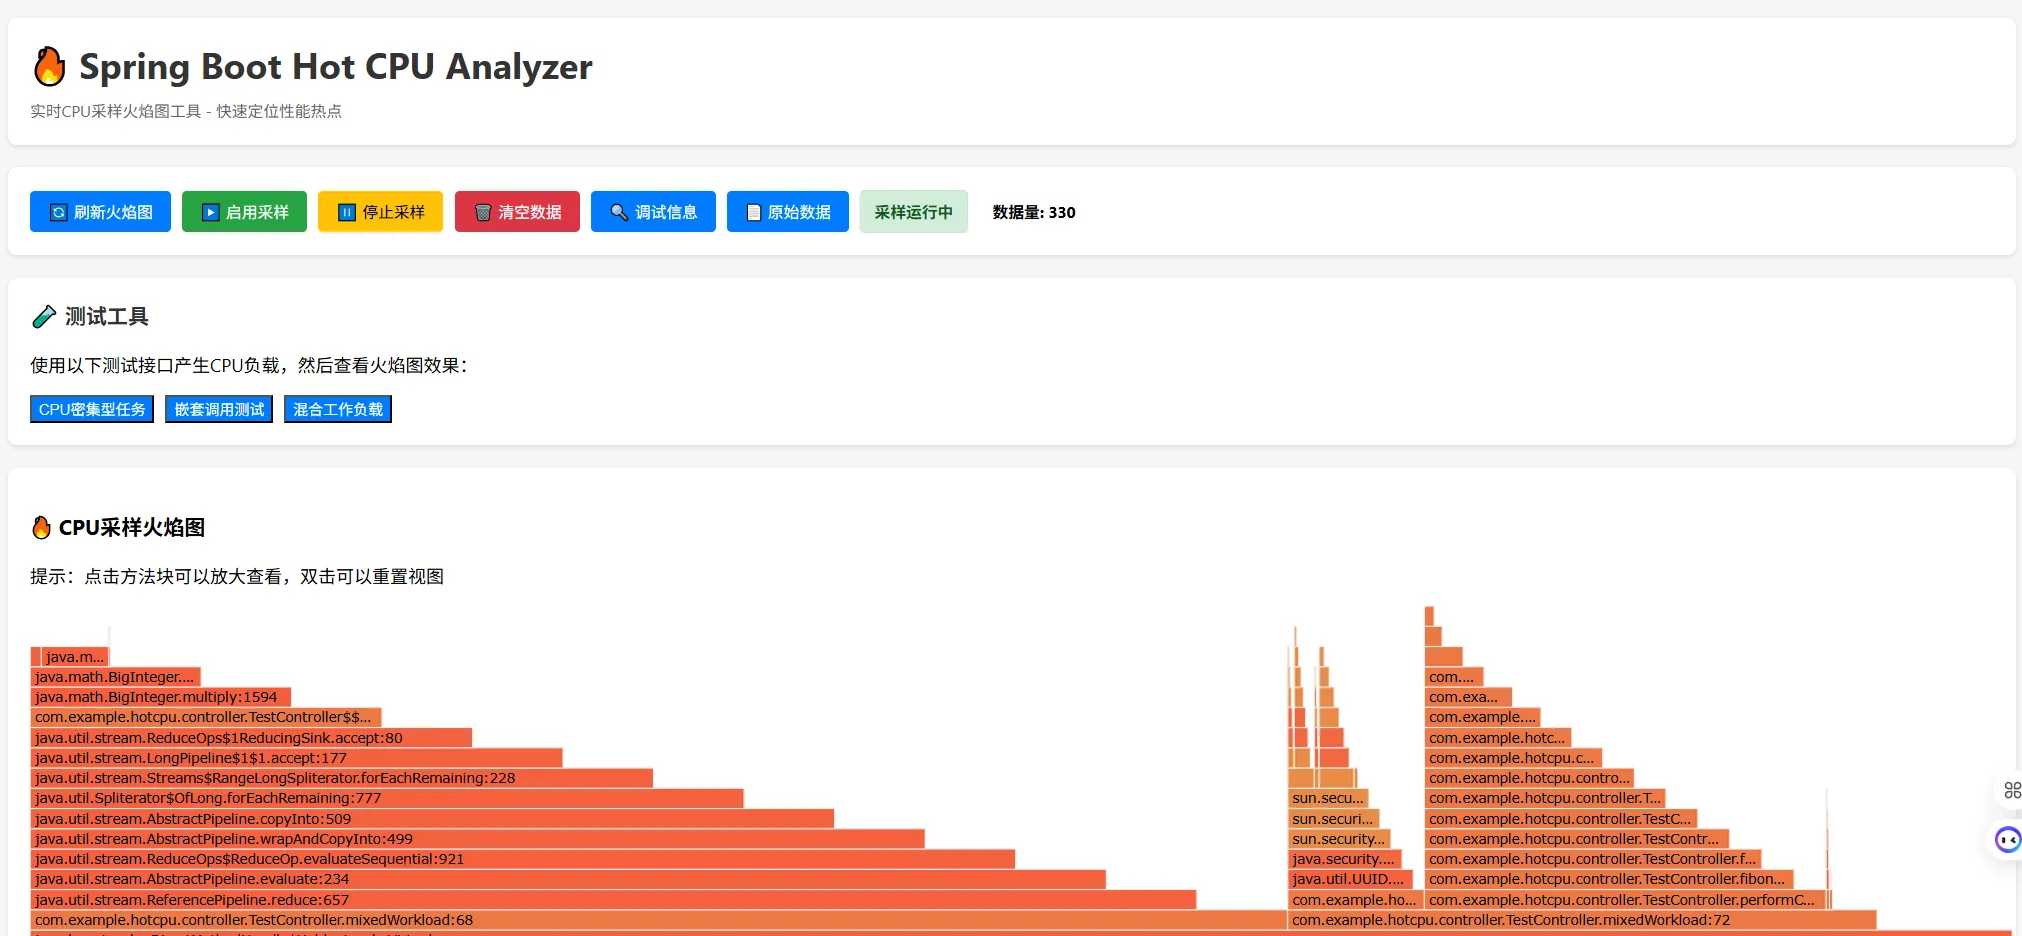 Spring Boot Hot CPU Analyzer
实时CPU采样火焰图工具 - 快速定位性能热点
刷新火焰图 启用采样 停止采样 清空数据 调试信息 原始数据 采样运行中 数据量: 330
测试工具
使用以下测试接口产生CPU负载，然后查看火焰图效果：
CPU密集型任务 嵌套调用测试 混合工作负载
CPU采样火焰图
提示：点击方法块可以放大查看，双击可以重置视图
java.m...
java.math.BigInteger.... com....
java.math.BigInteger.multiply:1594 com.exa...
com.example.hotcpu.controller.TestController$$... com.example....
java.util.stream.ReduceOps$1ReducingSink.accept:80 com.example.hotc...
java.util.stream.LongPipeline$1$1.accept:177 com.example.hotcpu.c...
java.util.stream.Streams$RangeLongSpliterator.forEachRemaining:228 com.example.hotcpu.contro...
java.util.Spliterator$OfLong.forEachRemaining:777 sun.secu... com.example.hotcpu.controller.T...
java.util.stream.AbstractPipeline.copyInto:509 sun.securi... com.example.hotcpu.controller.TestC...
java.util.stream.AbstractPipeline.wrapAndCopyInto:499 sun.security... com.example.hotcpu.controller.TestContr...
java.util.stream.ReduceOps$ReduceOp.evaluateSequential:921 java.security.... com.example.hotcpu.controller.TestController.f...
java.util.stream.AbstractPipeline.evaluate:234 java.util.UUID.... com.example.hotcpu.controller.TestController.fibon...
java.util.stream.ReferencePipeline.reduce:657 com.example.ho... com.example.hotcpu.controller.TestController.performC...
com.example.hotcpu.controller.TestController.mixedWorkload:68 com.example.hotcpu.controller.TestController.mixedWorkload:72